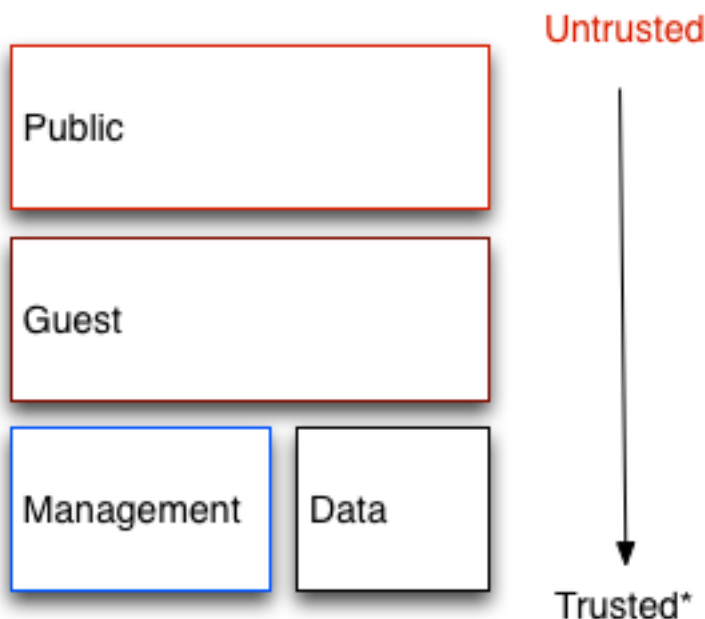 Untrusted
Public
Guest
Management
Data
Trusted*